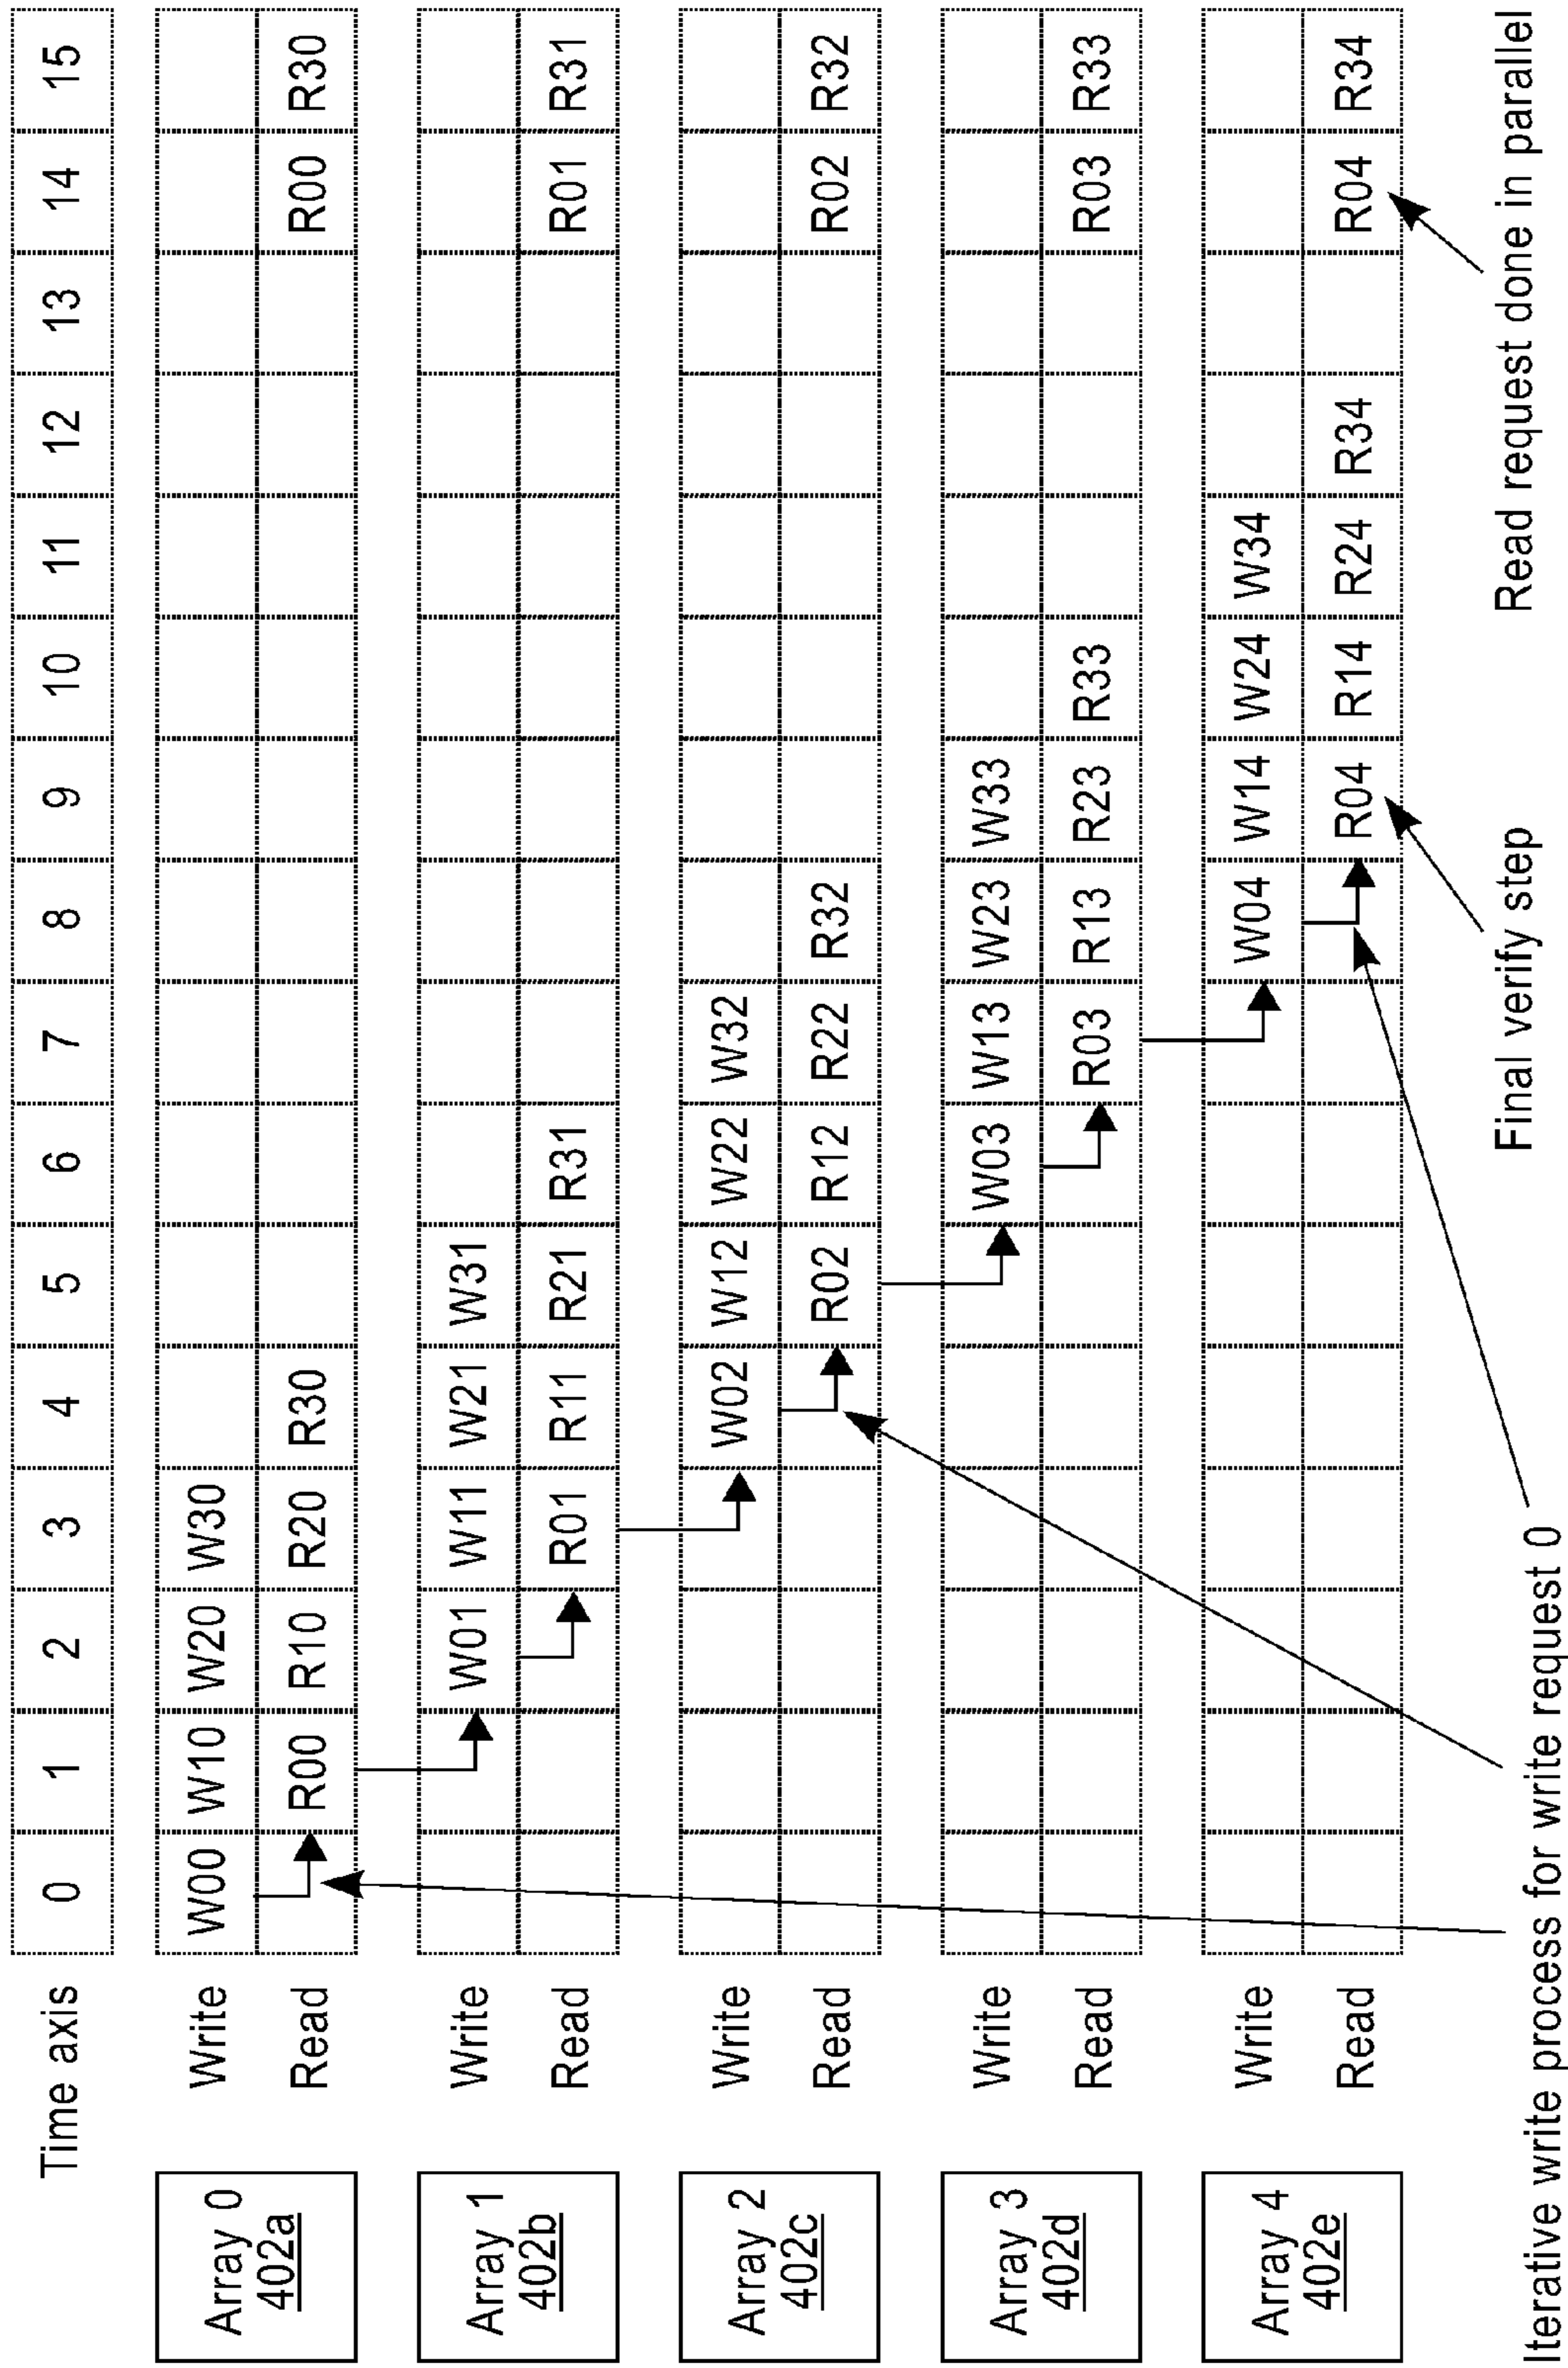 Time axis 0 1 2 3 4 5 6 7 8 9 10 11 12 13 14 15
Array 0
402a
Write W00 W10 W20 W30
Read R00 R10 R20 R30 R00 R30
Array 1
402b
Write W01 W11 W21 W31
Read R01 R11 R21 R31 R01 R31
Array 2
402c
Write W02 W12 W22 W32
Read R02 R12 R22 R32 R02 R32
Array 3
402d
Write W03 W13 W23 W33
Read R03 R13 R23 R33 R03 R33
Array 4
402e
Write W04 W14 W24 W34
Read R04 R14 R24 R34 R04 R34
Final verify step
Read request done in parallel
Iterative write process for write request 0